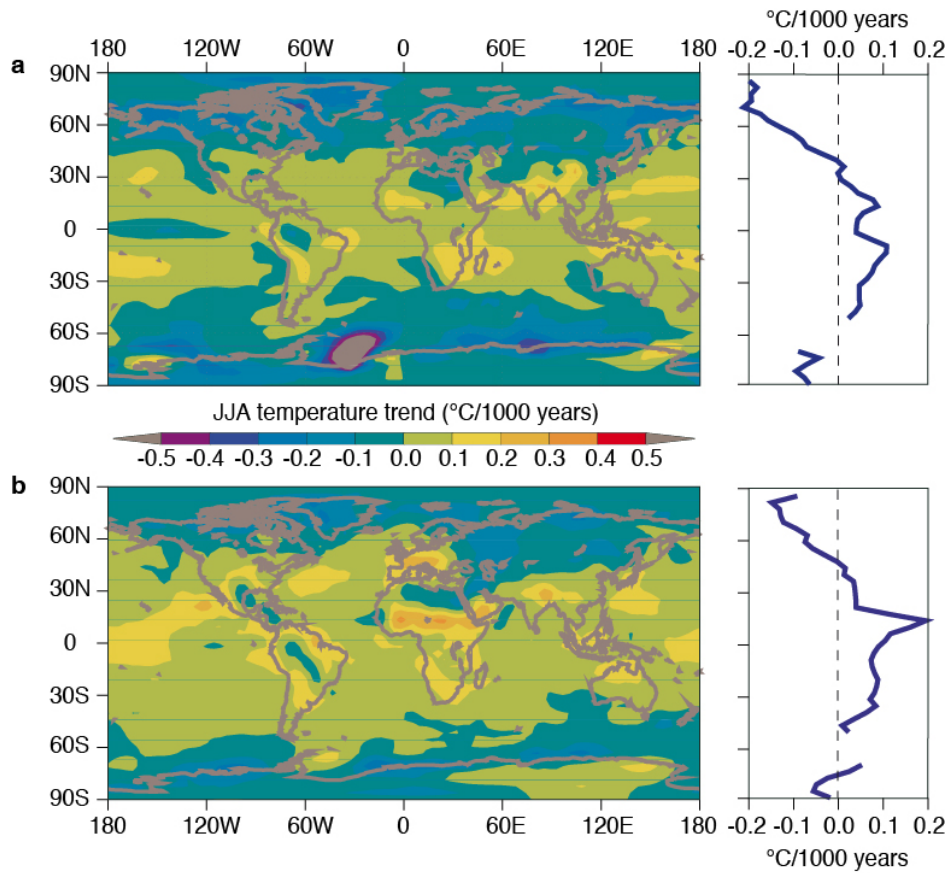 °C/1000 years
180 120W 60W 0 60E 120E 180 -0.2 -0.1 0.0 0.1 0.2
a
90N
60N
30N
0
30S
60S
90S
JJA temperature trend (°C/1000 years)
-0.5 -0.4 -0.3 -0.2 -0.1 0.0 0.1 0.2 0.3 0.4 0.5
b
90N
60N
30N
0
30S
60S
90S
180 120W 60W 0 60E 120E 180 -0.2 -0.1 0.0 0.1 0.2
°C/1000 years